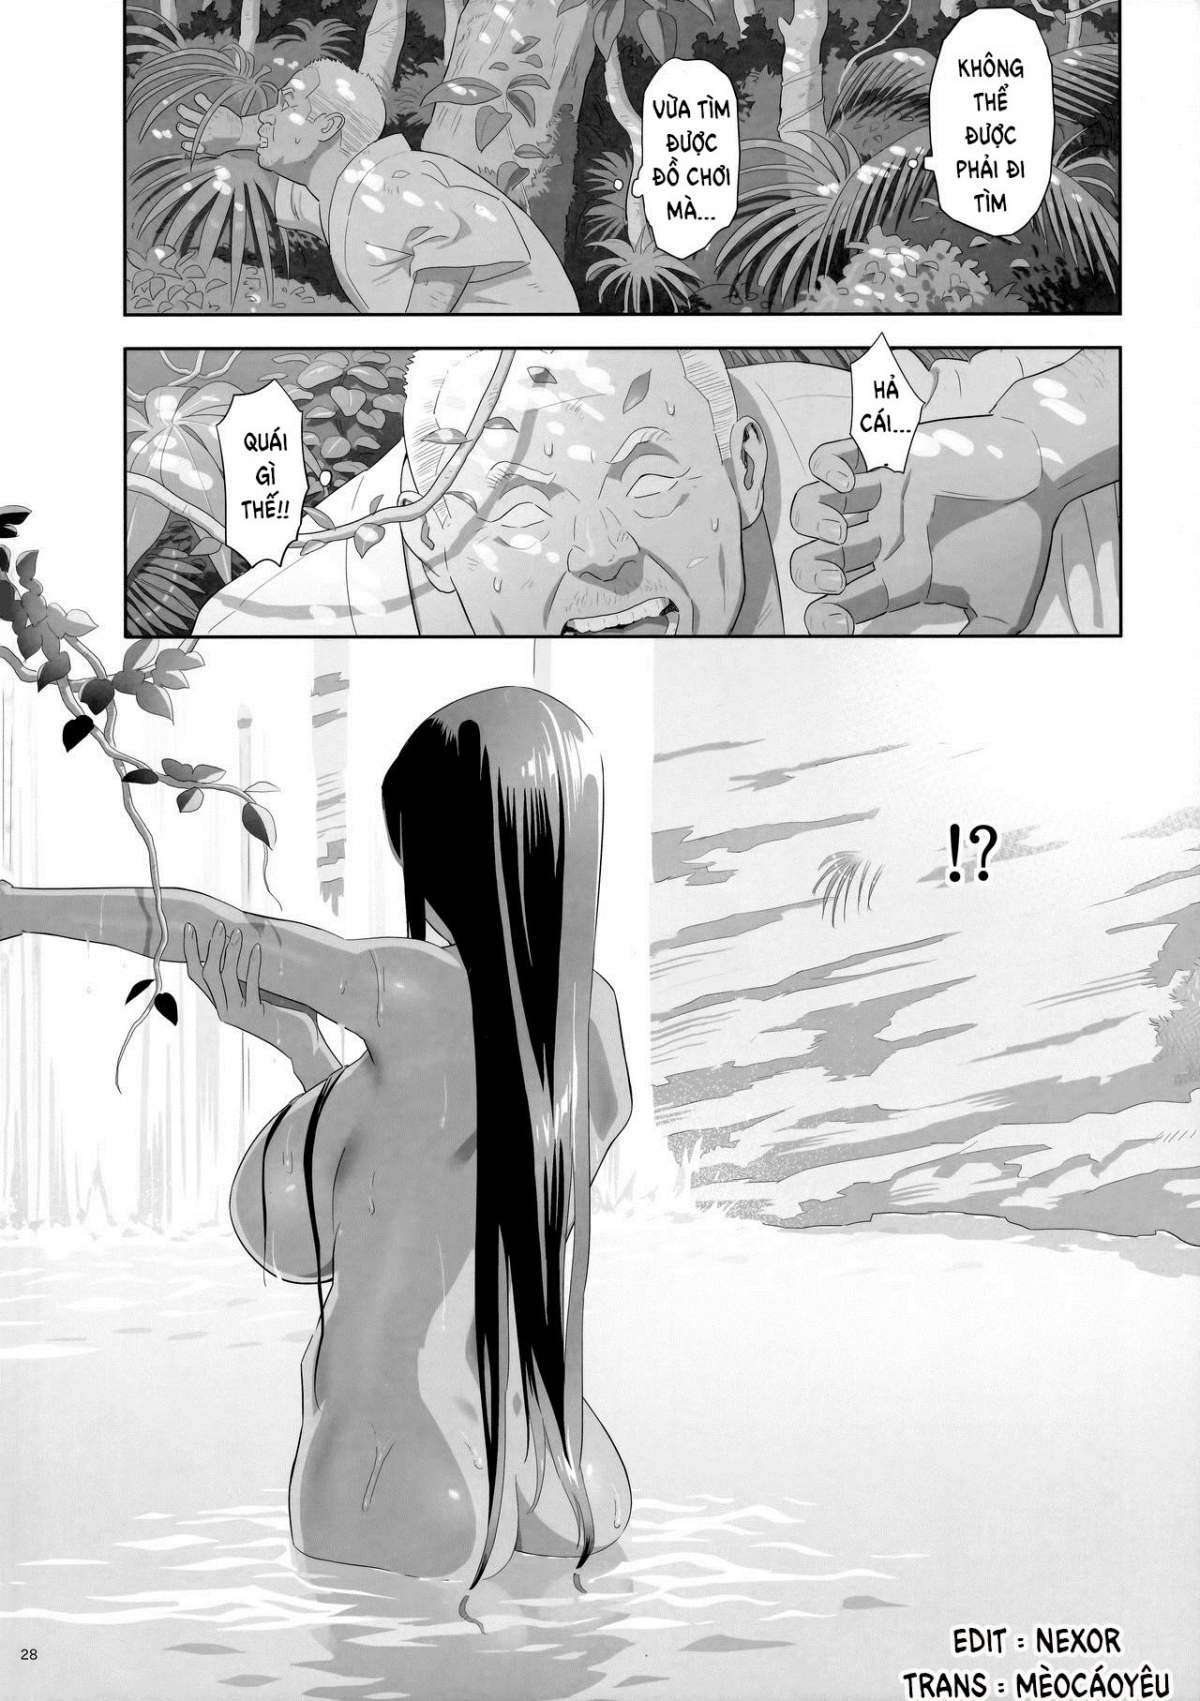 KHÔNG
THỂ
ĐƯỢC
PHẢI ĐI
TÌM
VỪA TÌM
ĐƯỢC
ĐỒ CHƠI
MÀ...
HẢ
CÁI...
QUÁI
GÌ
THẾ!!
!?
28
EDIT : NEXOR
TRANS : MÈOCÁOYÊU